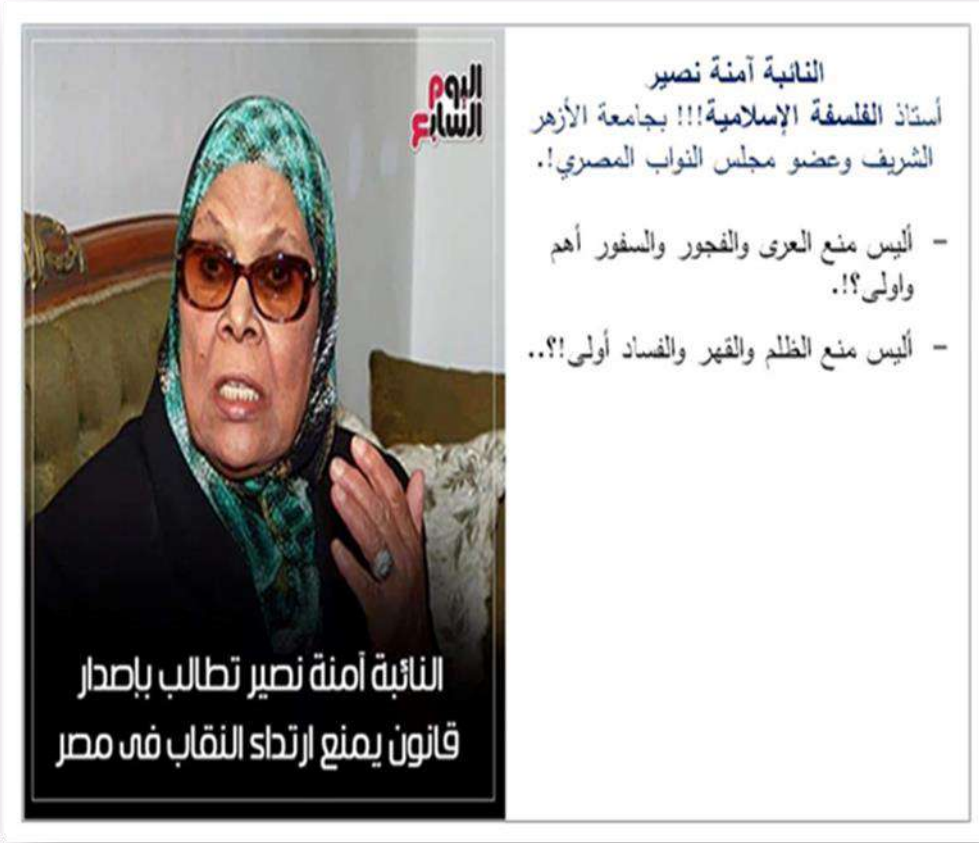 النائبة آمنة نصير
أستاذ الفلسفة الإسلامية!!! بجامعة الأزهر
الشريف وعضو مجلس النواب المصري!.
- أليس منع العرى والفجور والسفور أهم
واولى؟!.
- أليس منع الظلم والقهر والفساد أولى!؟..
اليوم
السابع
النائبة آمنة نصير تطالب بإصدار
قانون يمنع ارتداء النقاب فى مصر